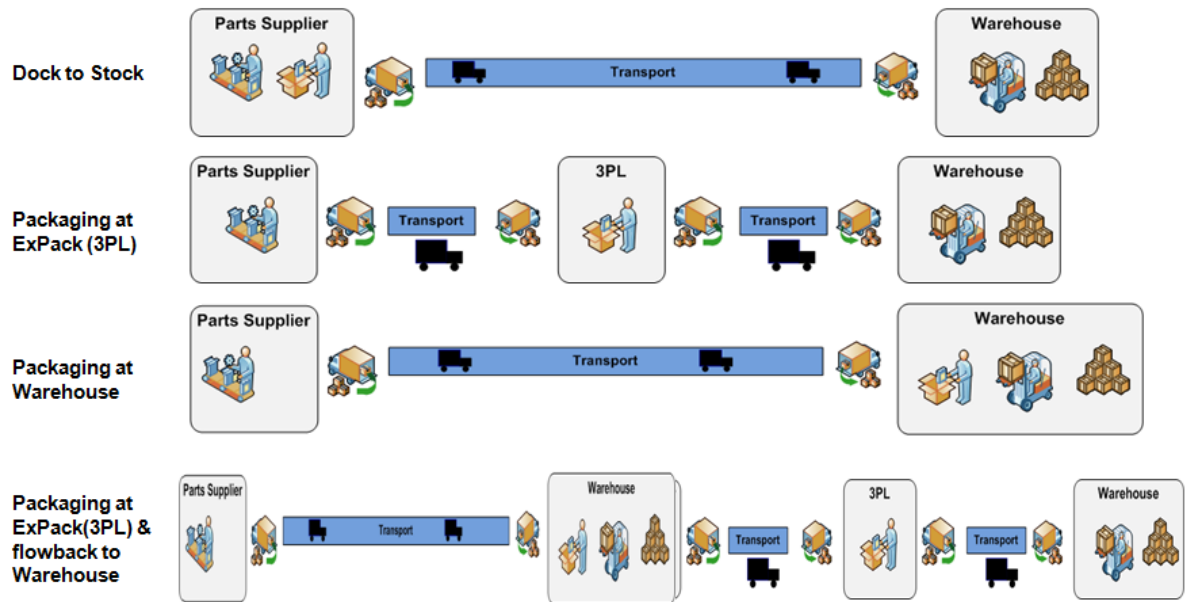 Dock to Stock
Parts Supplier
Transport
Warehouse
Packaging at
ExPack (3PL)
Parts Supplier
Transport
3PL
Transport
Warehouse
Packaging at
Warehouse
Parts Supplier
Transport
Warehouse
Packaging at
ExPack(3PL) &
flowback to
Warehouse
Parts Supplier
Transport
Warehouse
Transport
3PL
Transport
Warehouse